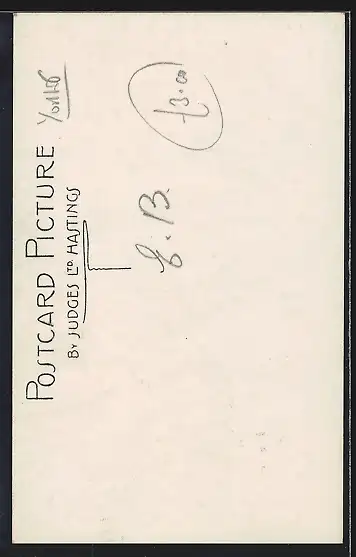 POSTCARD PICTURE Yorks
BY JUDGES LTD. HASTINGS
E. B.
£3.00